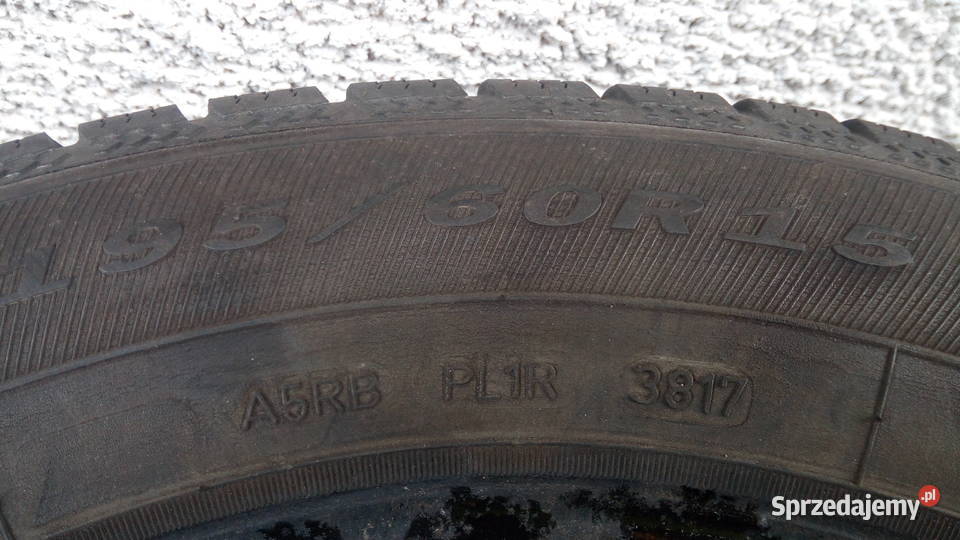 195/60R15
A5RB PL1R 3817
Sprzedajemy.pl